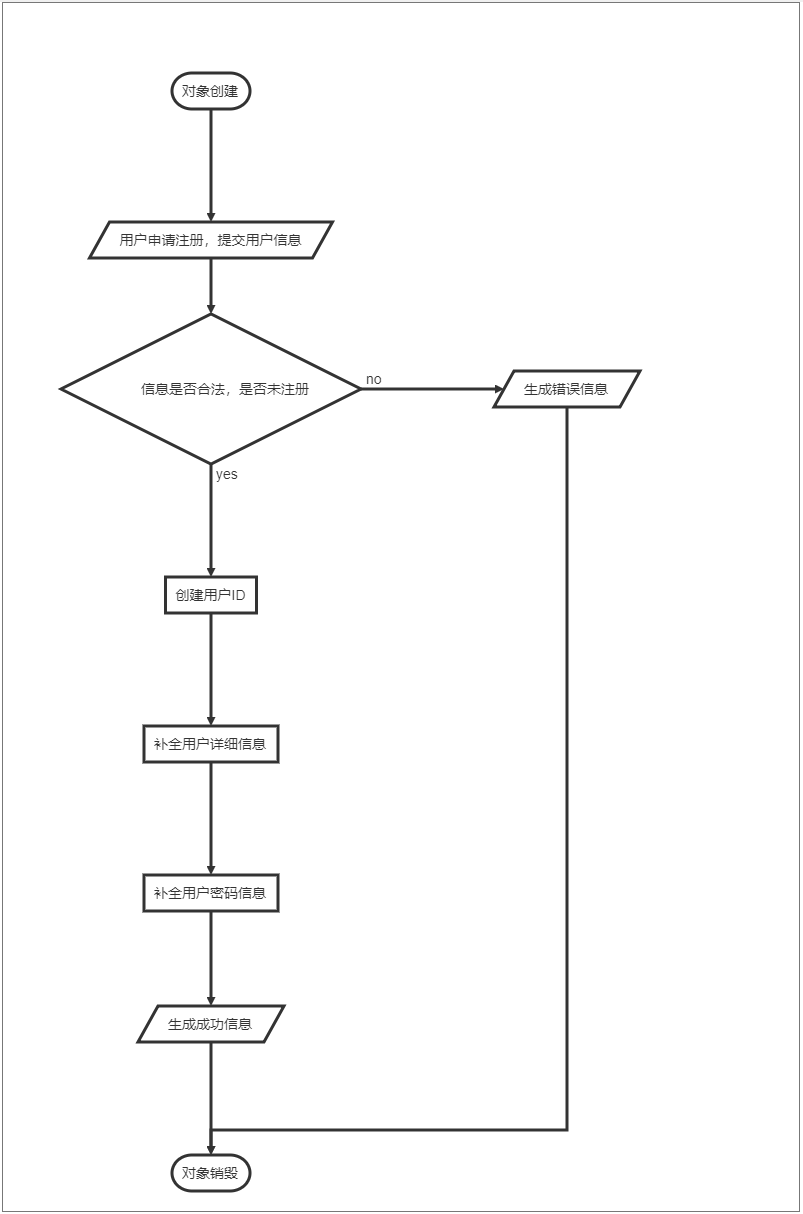 对象创建
用户申请注册，提交用户信息
信息是否合法，是否未注册
no
生成错误信息
yes
创建用户ID
补全用户详细信息
补全用户密码信息
生成成功信息
对象销毁